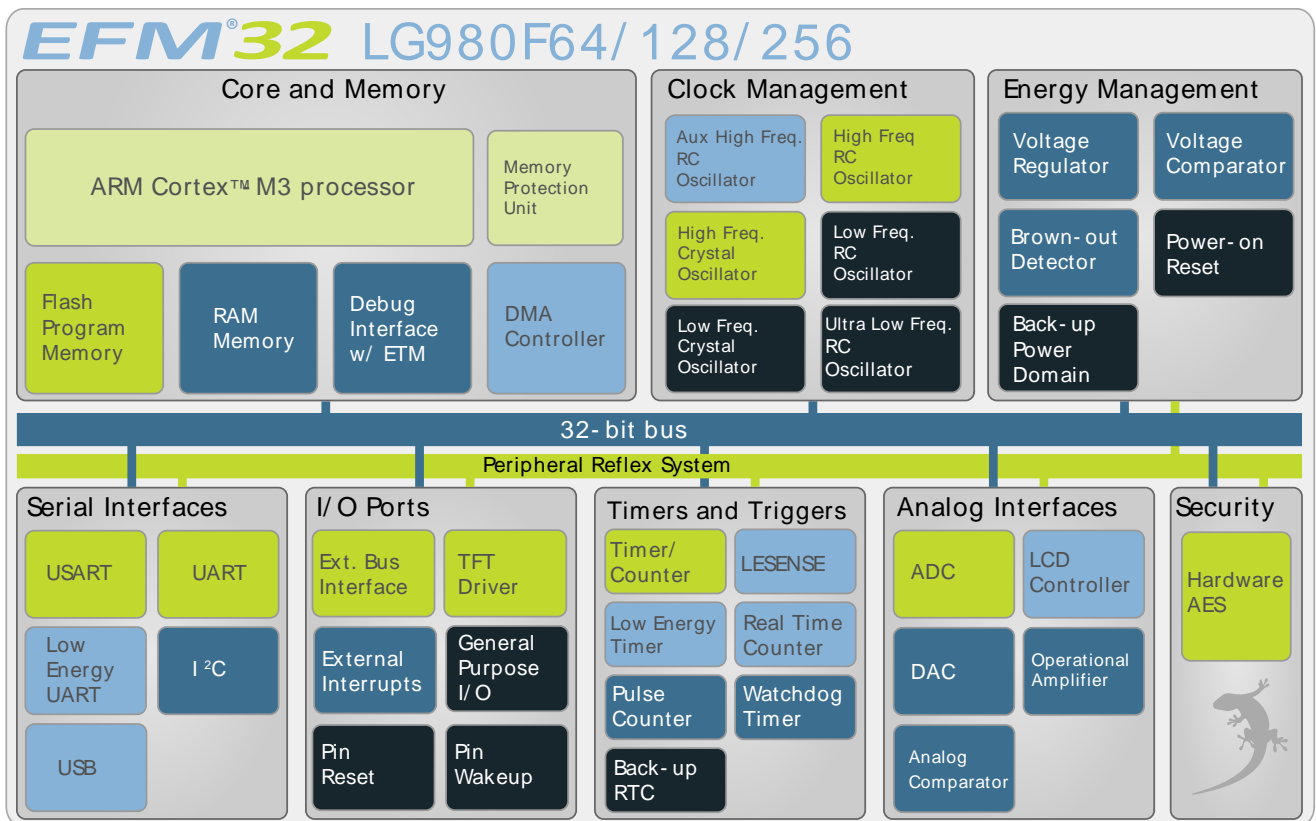 EFM®32 LG980F64/128/256
Core and Memory
ARM Cortex™ M3 processor
Memory
Protection
Unit
Flash
Program
Memory
RAM
Memory
Debug
Interface
w/ ETM
DMA
Controller
Clock Management
Aux High Freq.
RC
Oscillator
High Freq
RC
Oscillator
High Freq.
Crystal
Oscillator
Low Freq.
RC
Oscillator
Low Freq.
Crystal
Oscillator
Ultra Low Freq.
RC
Oscillator
Energy Management
Voltage
Regulator
Voltage
Comparator
Brown-out
Detector
Power-on
Reset
Back-up
Power
Domain
32-bit bus
Peripheral Reflex System
Serial Interfaces
USART
UART
Low
Energy
UART
I²C
USB
I/O Ports
Ext. Bus
Interface
TFT
Driver
External
Interrupts
General
Purpose
I/O
Pin
Reset
Pin
Wakeup
Timers and Triggers
Timer/
Counter
LESENSE
Low Energy
Timer
Real Time
Counter
Pulse
Counter
Watchdog
Timer
Back-up
RTC
Analog Interfaces
ADC
LCD
Controller
DAC
Operational
Amplifier
Analog
Comparator
Security
Hardware
AES